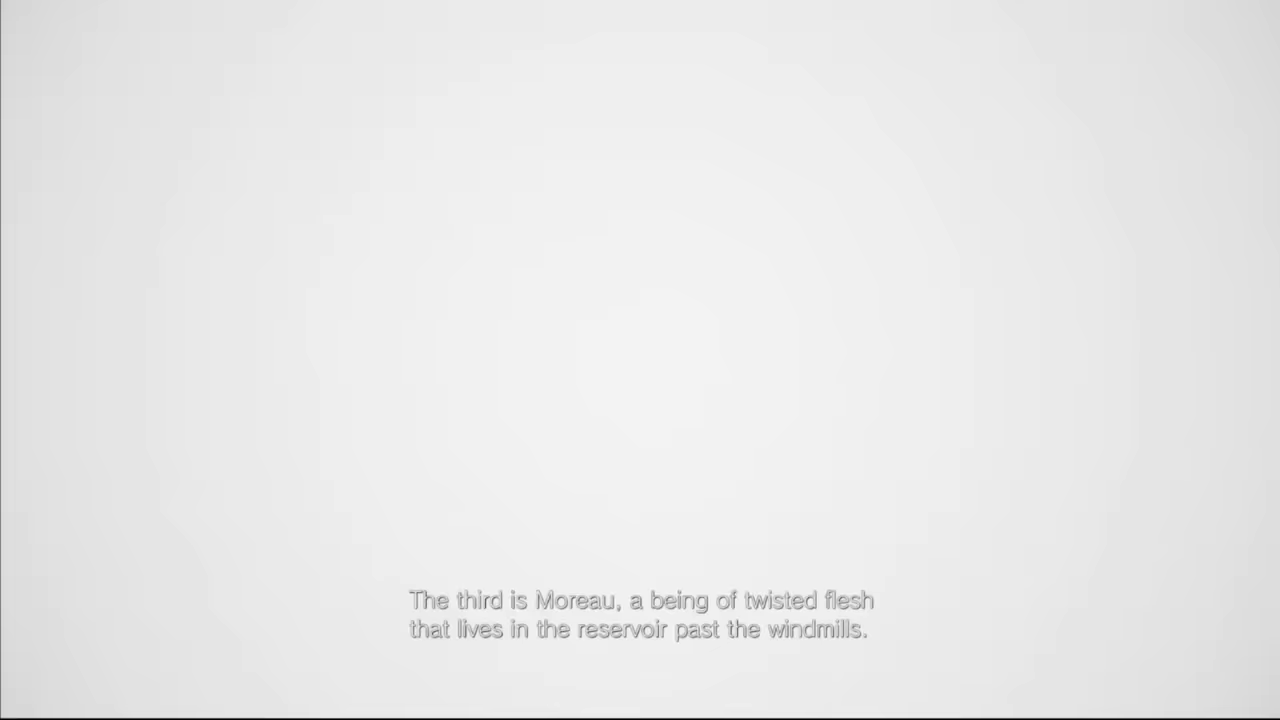 The third is Moreau, a being of twisted flesh
that lives in the reservoir past the windmills.